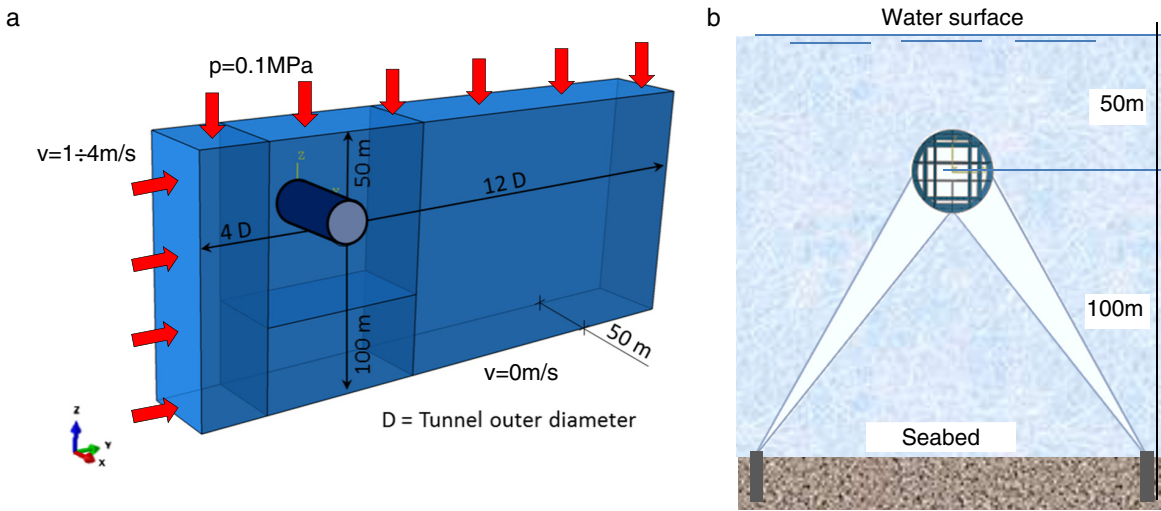 a
p=0.1MPa
v=1÷4m/s
z
50 m
12 D
4 D
100 m
50 m
v=0m/s
D = Tunnel outer diameter
Z
Y
X
b
Water surface
50m
100m
Seabed